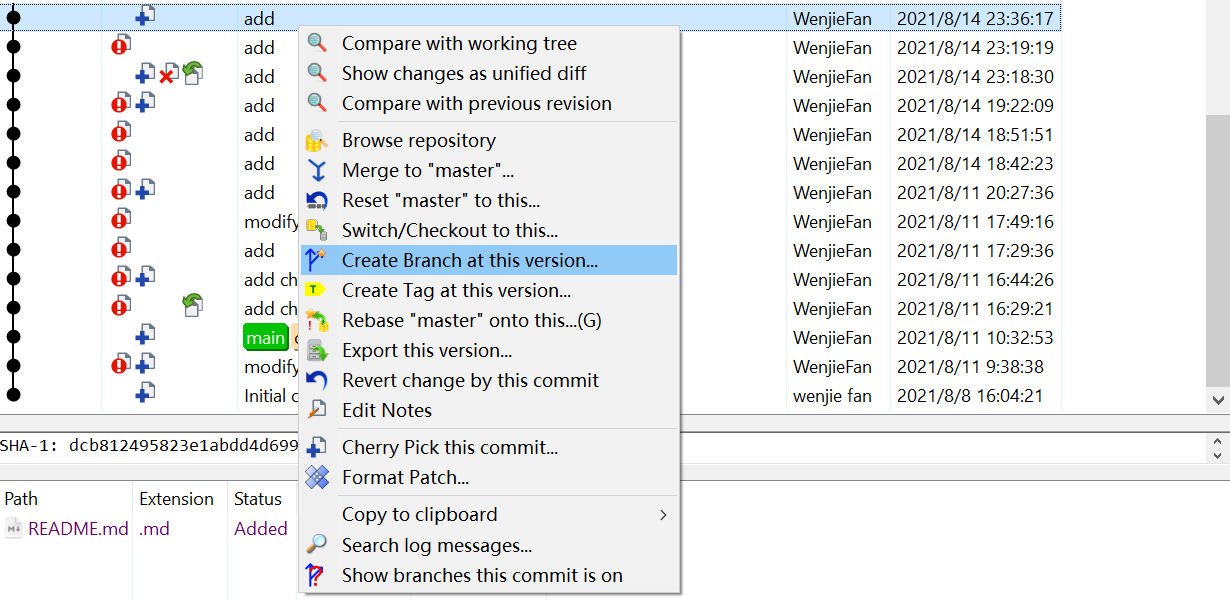 add WenjieFan 2021/8/14 23:36:17
add WenjieFan 2021/8/14 23:19:19
add WenjieFan 2021/8/14 23:18:30
add WenjieFan 2021/8/14 19:22:09
add WenjieFan 2021/8/14 18:51:51
add WenjieFan 2021/8/14 18:42:23
add WenjieFan 2021/8/11 20:27:36
modify WenjieFan 2021/8/11 17:49:16
add WenjieFan 2021/8/11 17:29:36
add ch WenjieFan 2021/8/11 16:44:26
add ch WenjieFan 2021/8/11 16:29:21
main WenjieFan 2021/8/11 10:32:53
modify WenjieFan 2021/8/11 9:38:38
Initial c wenjie fan 2021/8/8 16:04:21
Compare with working tree
Show changes as unified diff
Compare with previous revision
Browse repository
Merge to "master"...
Reset "master" to this...
Switch/Checkout to this...
Create Branch at this version...
T Create Tag at this version...
Rebase "master" onto this...(G)
Export this version...
Revert change by this commit
Edit Notes
Cherry Pick this commit...
Format Patch...
Copy to clipboard
Search log messages...
Show branches this commit is on
SHA-1: dcb812495823e1abdd4d699
Path Extension Status
README.md .md Added